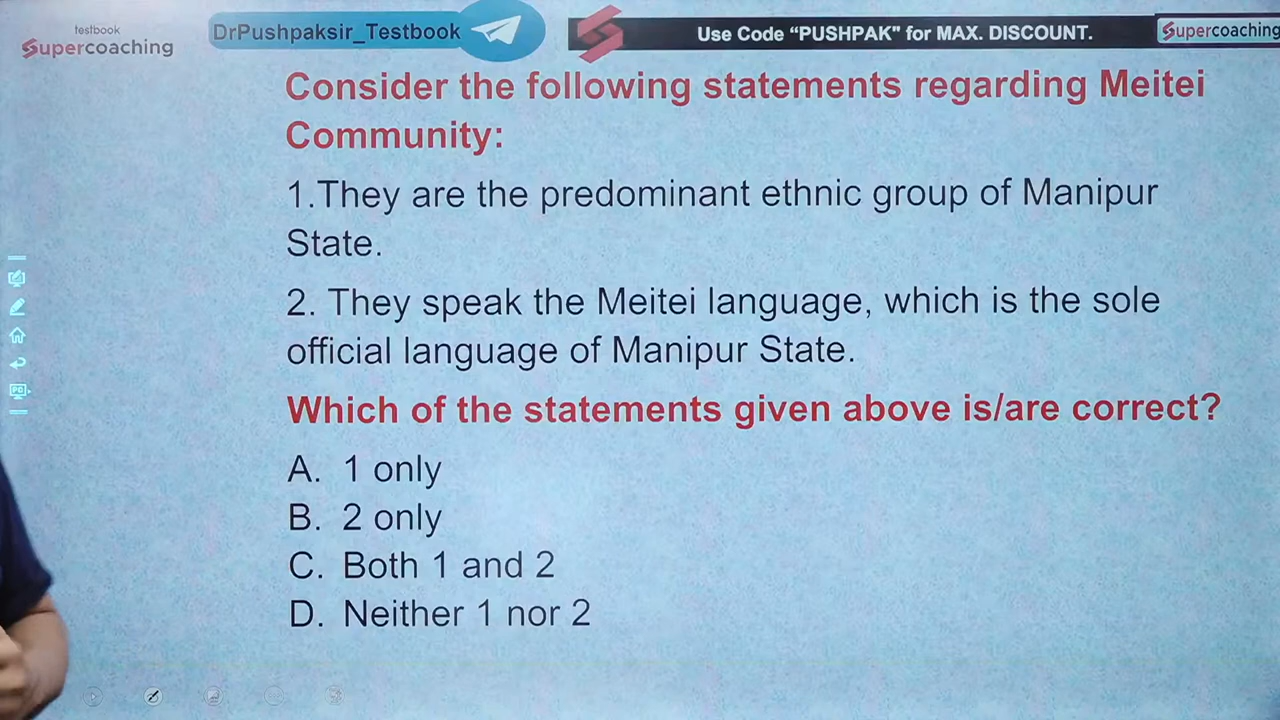 testbook
Supercoaching
DrPushpaksir_Testbook
Use Code “PUSHPAK” for MAX. DISCOUNT.
Supercoaching
Consider the following statements regarding Meitei
Community:
1.They are the predominant ethnic group of Manipur
State.
2. They speak the Meitei language, which is the sole
official language of Manipur State.
Which of the statements given above is/are correct?
A. 1 only
B. 2 only
C. Both 1 and 2
D. Neither 1 nor 2